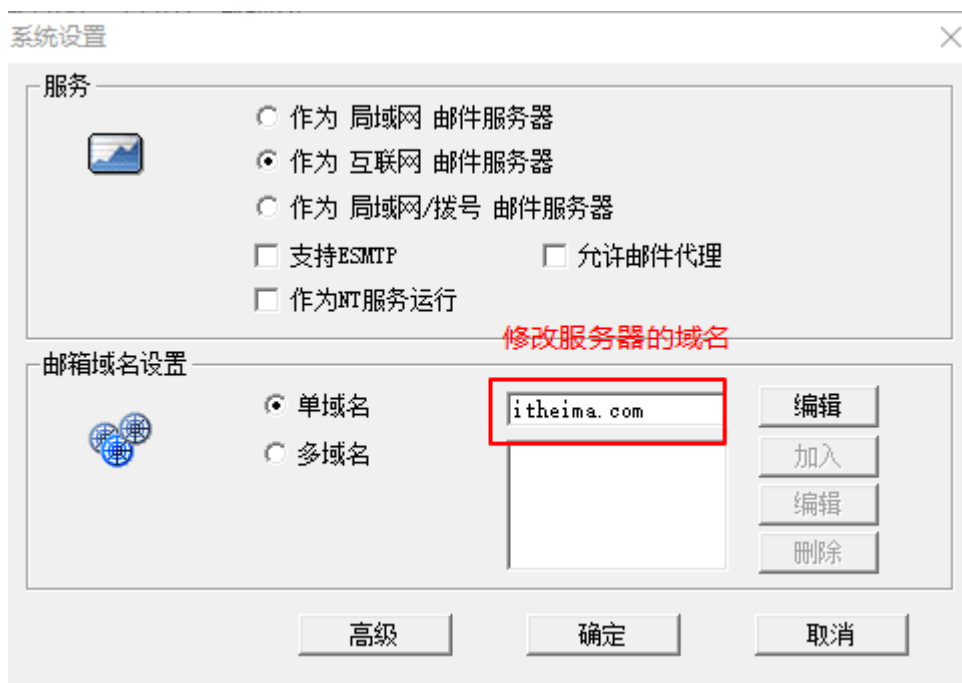 系统设置
服务
作为 局域网 邮件服务器
作为 互联网 邮件服务器
作为 局域网/拨号 邮件服务器
支持ESMTP
允许邮件代理
作为NT服务运行
修改服务器的域名
邮箱域名设置
单域名
itheima.com
编辑
多域名
加入
编辑
删除
高级
确定
取消